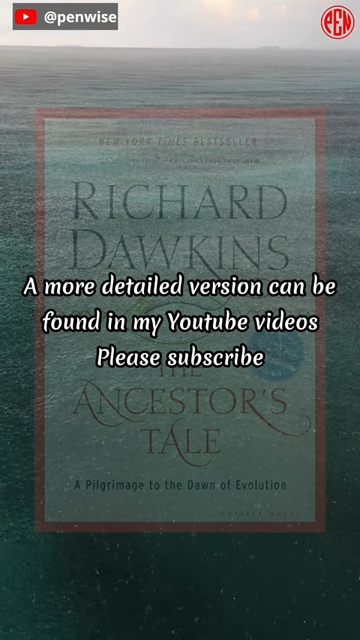 @penwise
PEN
NEW YORK TIMES BESTSELLER
RICHARD
DAWKINS
A more detailed version can be
found in my Youtube videos
Please subscribe
THE
ANCESTOR'S
TALE
A Pilgrimage to the Dawn of Evolution